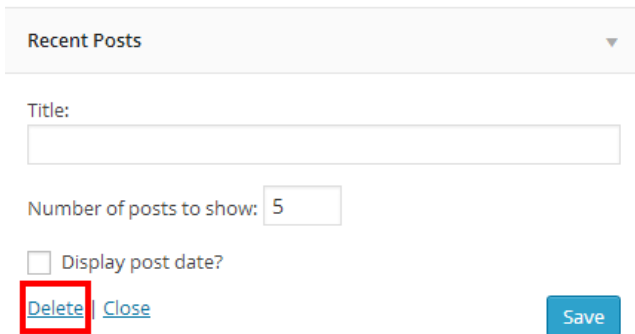 Recent Posts
Title:
Number of posts to show: 5
Display post date?
Delete | Close
Save